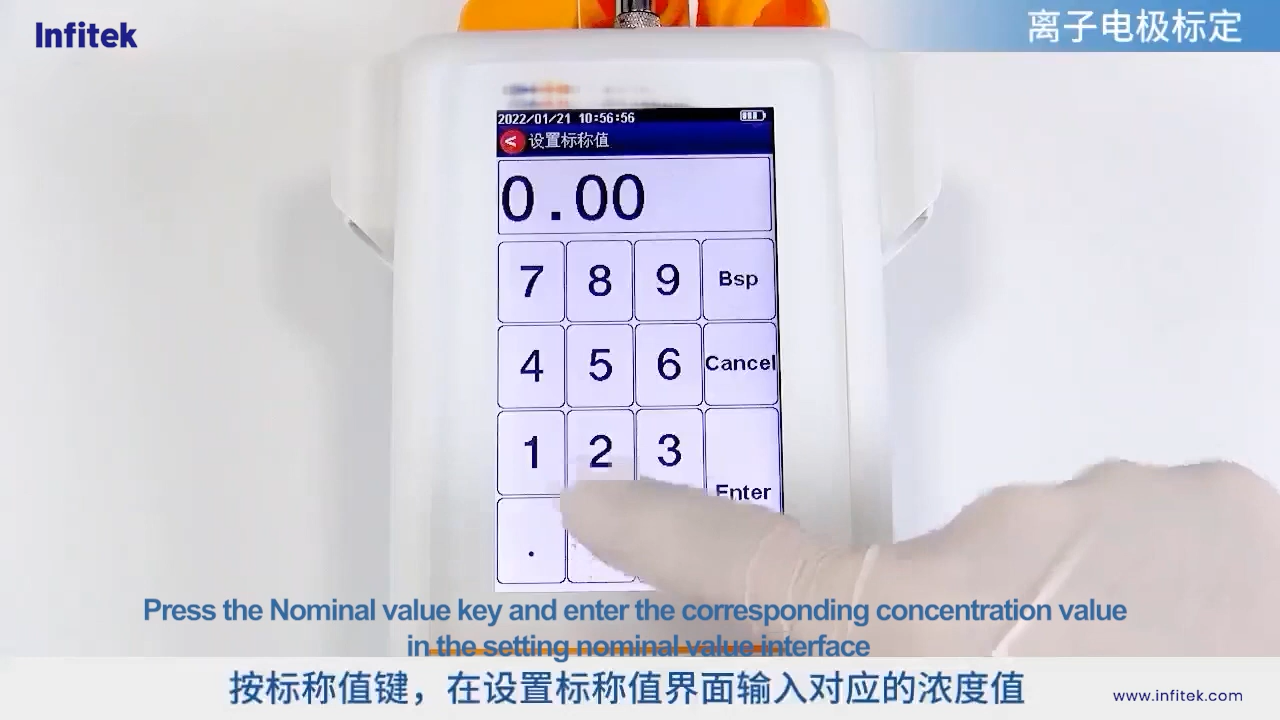 Infitek
离子电极标定
2022/01/21 10:56:56
< 设置标称值
0.00
7 8 9 Bsp
4 5 6 Cancel
1 2 3
Enter
.
Press the Nominal value key and enter the corresponding concentration value
in the setting nominal value interface
按标称值键，在设置标称值界面输入对应的浓度值
www.infitek.com